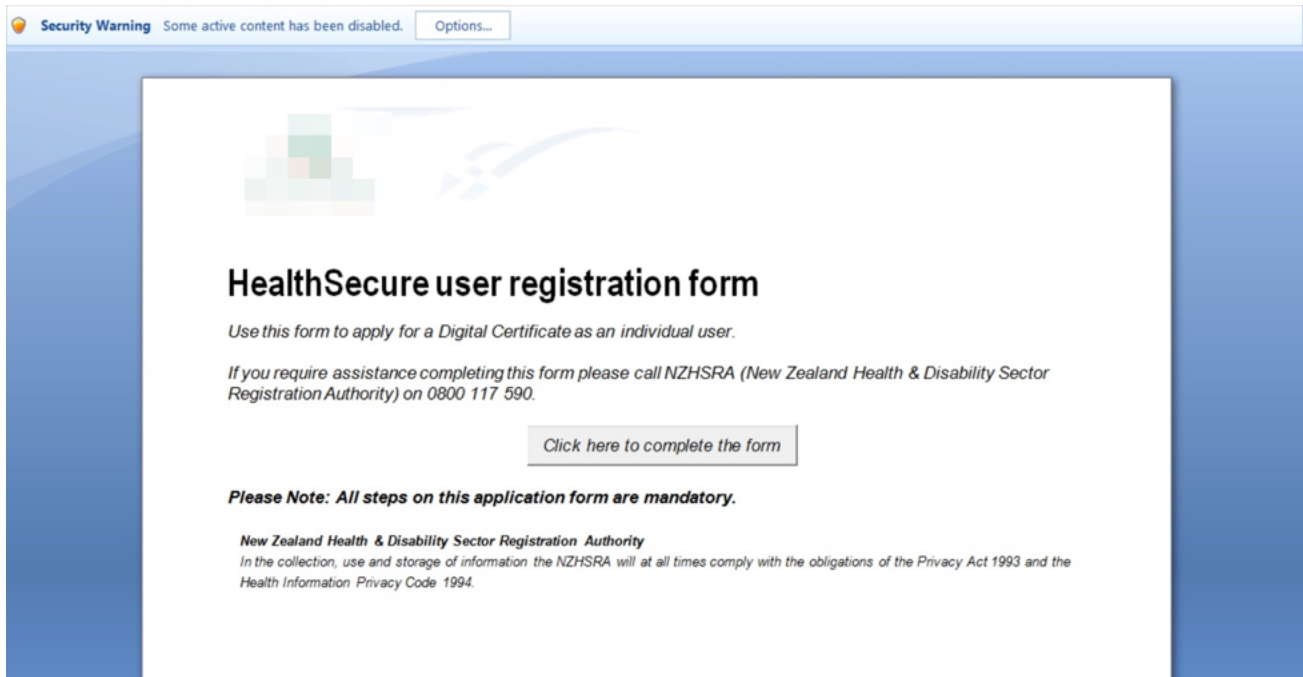 Security Warning Some active content has been disabled. Options...
HealthSecure user registration form
Use this form to apply for a Digital Certificate as an individual user.
If you require assistance completing this form please call NZHSRA (New Zealand Health & Disability Sector
Registration Authority) on 0800 117 590.
Click here to complete the form
Please Note: All steps on this application form are mandatory.
New Zealand Health & Disability Sector Registration Authority
In the collection, use and storage of information the NZHSRA will at all times comply with the obligations of the Privacy Act 1993 and the
Health Information Privacy Code 1994.